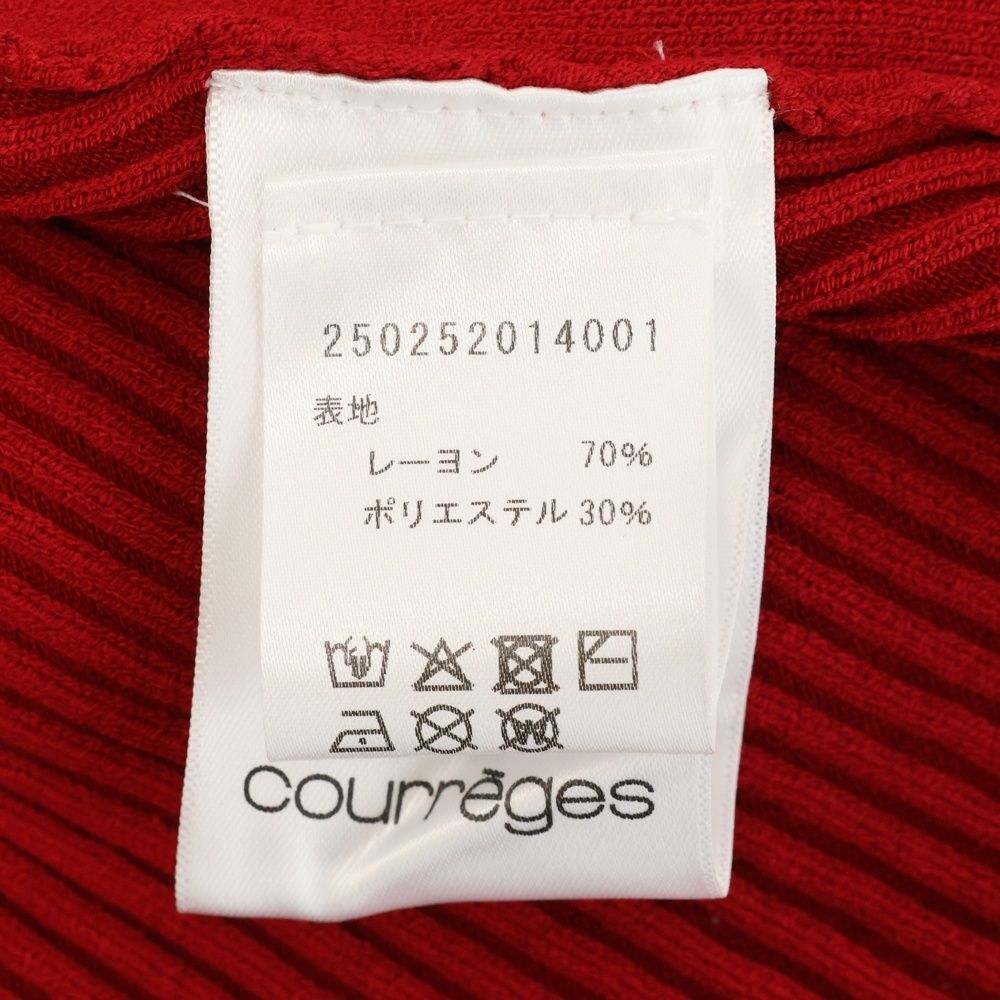 250252014001
表地
レーヨン 70%
ポリエステル 30%
W
courrèges